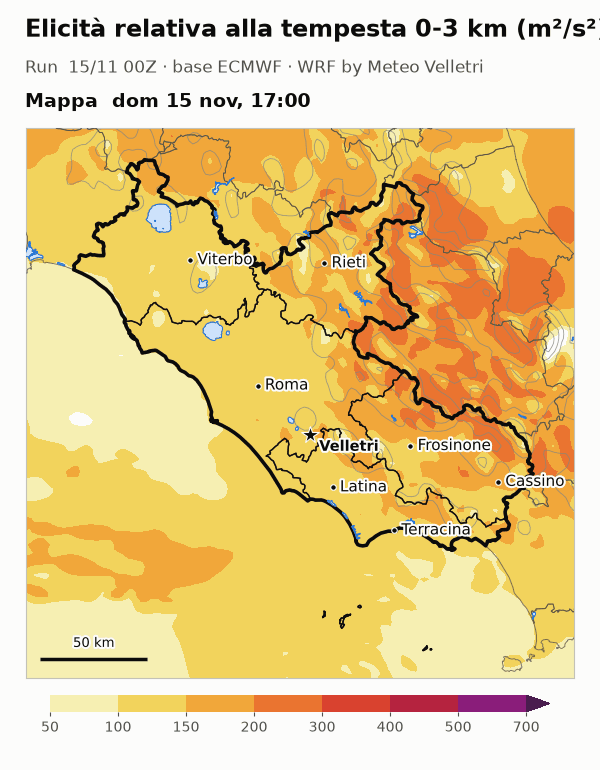 Elicità relativa alla tempesta 0-3 km (m²/s²)
Run 15/11 00Z · base ECMWF · WRF by Meteo Velletri
Mappa dom 15 nov, 17:00
Viterbo
Rieti
Roma
Velletri
Frosinone
Latina
Cassino
Terracina
50 km
50 100 150 200 300 400 500 700